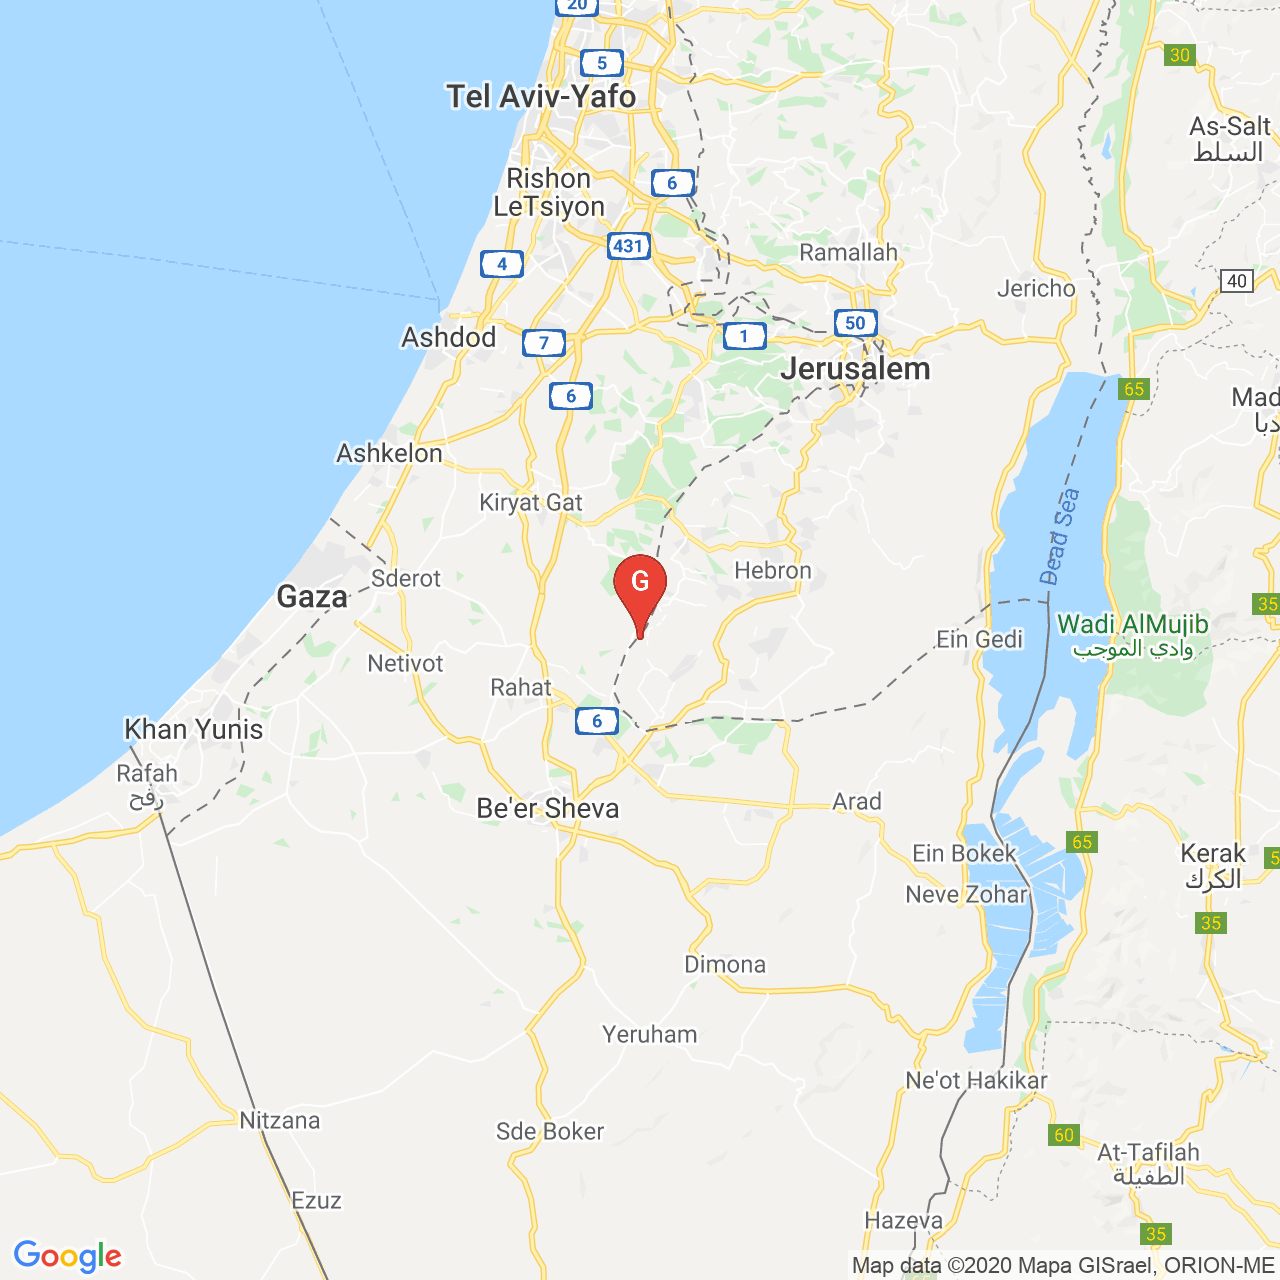 20
5
Tel Aviv-Yafo
30
As-Salt
السلط
Rishon
LeTsiyon
6
431
4
Ramallah
Jericho
40
Ashdod
7
50
1
Jerusalem
6
65
Mad
دبا
Ashkelon
Kiryat Gat
Dead Sea
Sderot
Gaza
G
Hebron
35
Wadi AlMujib
وادي الموجب
Ein Gedi
Netivot
Rahat
6
Khan Yunis
Rafah
رفح
Be'er Sheva
Arad
65
Ein Bokek
Kerak
الكرك
5
Neve Zohar
35
Dimona
Yeruham
Ne'ot Hakikar
Nitzana
Sde Boker
60
At-Tafilah
الطفيلة
Ezuz
Hazeva
35
Google
Map data ©2020 Mapa GISrael, ORION-ME